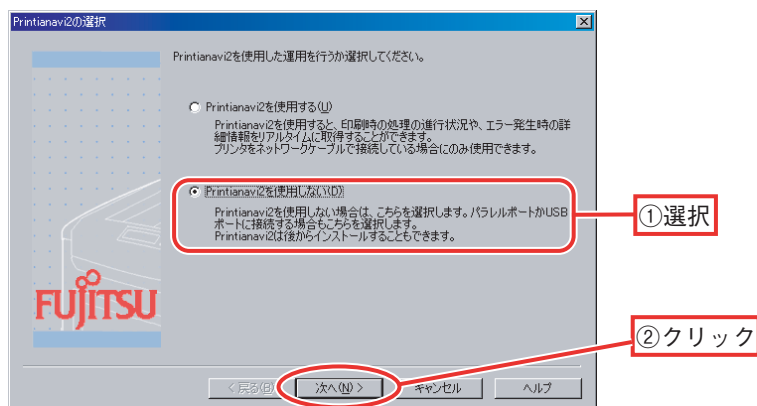 Printianavi2の選択
Printianavi2を使用した運用を行うか選択してください。
Printianavi2を使用する(U)
Printianavi2を使用すると、印刷時の処理の進行状況や、エラー発生時の詳
細情報をリアルタイムに取得することができます。
プリンタをネットワークケーブルで接続している場合にのみ使用できます。
Printianavi2を使用しない(D)
Printianavi2を使用しない場合は、こちらを選択します。パラレルポートかUSB
ポートに接続する場合もこちらを選択します。
Printianavi2は後からインストールすることもできます。
①選択
FUJITSU
②クリック
< 戻る(B) 次へ(N) > キャンセル ヘルプ